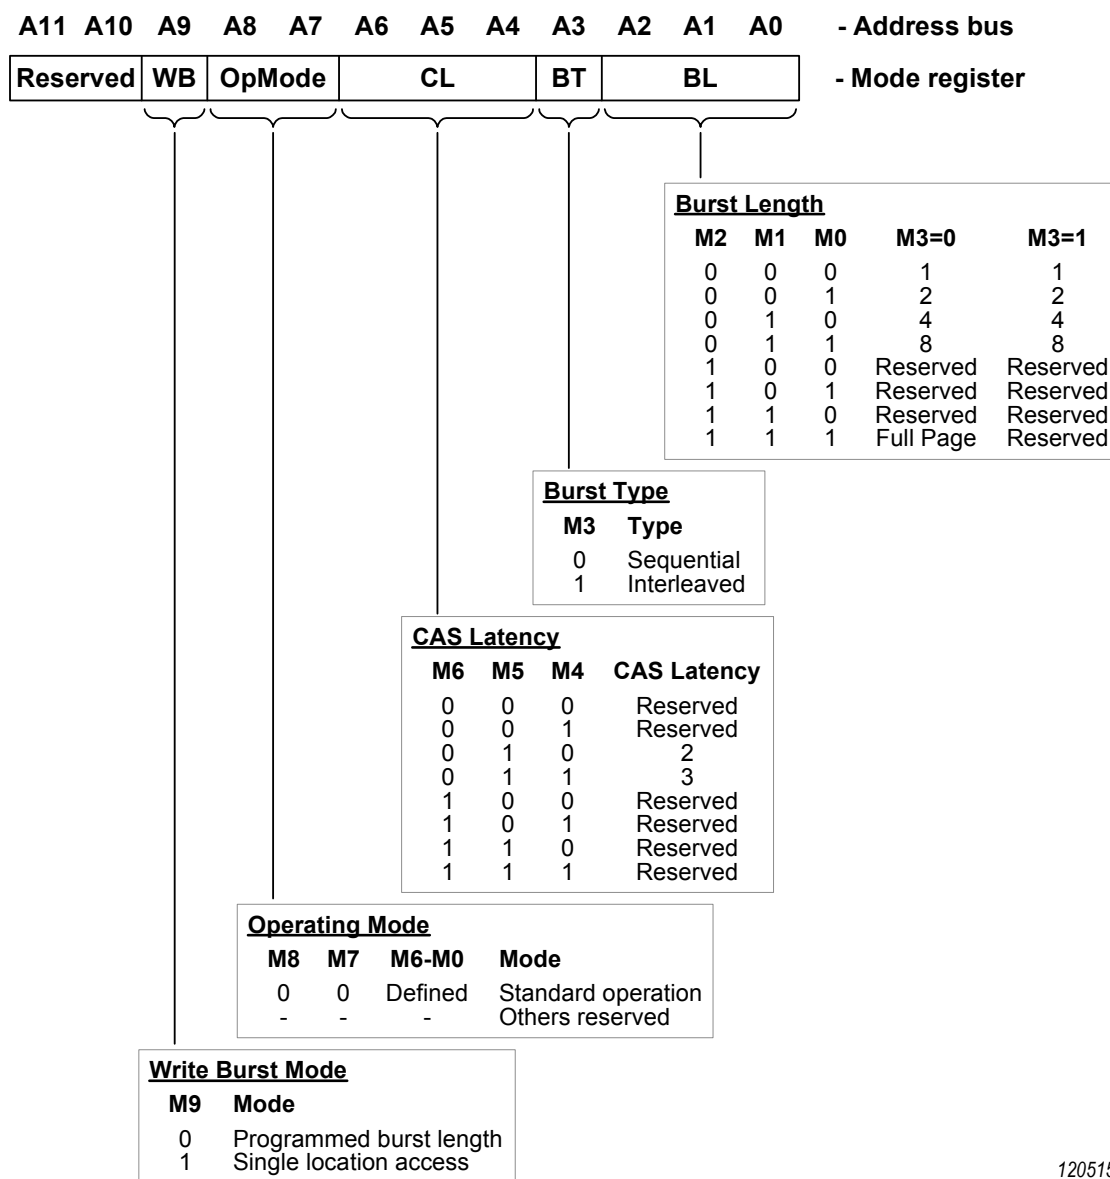 A11 A10 A9 A8 A7 A6 A5 A4 A3 A2 A1 A0 - Address bus
Reserved WB OpMode CL BT BL - Mode register
Burst Length
M2 M1 M0 M3=0 M3=1
0 0 0 1 1
0 0 1 2 2
0 1 0 4 4
0 1 1 8 8
1 0 0 Reserved Reserved
1 0 1 Reserved Reserved
1 1 0 Reserved Reserved
1 1 1 Full Page Reserved
Burst Type
M3 Type
0 Sequential
1 Interleaved
CAS Latency
M6 M5 M4 CAS Latency
0 0 0 Reserved
0 0 1 Reserved
0 1 0 2
0 1 1 3
1 0 0 Reserved
1 0 1 Reserved
1 1 0 Reserved
1 1 1 Reserved
Operating Mode
M8 M7 M6-M0 Mode
0 0 Defined Standard operation
- - - Others reserved
Write Burst Mode
M9 Mode
0 Programmed burst length
1 Single location access
120515